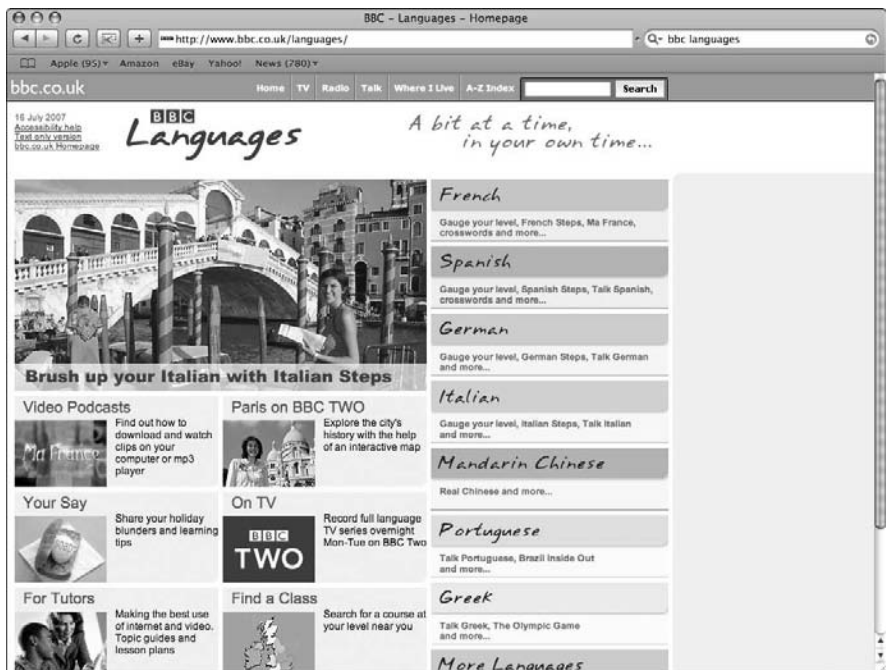 BBC - Languages - Homepage
http://www.bbc.co.uk/languages/
bbc languages
Apple (95) Amazon eBay Yahoo! News (780)
bbc.co.uk
Home TV Radio Talk Where I Live A-Z Index Search
16 July 2007
Accessibility help
Text only version
bbc.co.uk Homepage
BBC
Languages
A bit at a time,
in your own time...
Brush up your Italian with Italian Steps
Video Podcasts
Find out how to
download and watch
clips on your
computer or mp3
player
Ma France
Paris on BBC TWO
Explore the city's
history with the help
of an interactive map
Your Say
Share your holiday
blunders and learning
tips
On TV
BBC
TWO
Record full language
TV series overnight
Mon-Tue on BBC Two
For Tutors
Making the best use
of internet and video.
Topic guides and
lesson plans
Find a Class
Search for a course at
your level near you
French
Gauge your level, French Steps, Ma France,
crosswords and more...
Spanish
Gauge your level, Spanish Steps, Talk Spanish,
crosswords and more...
German
Gauge your level, German Steps, Talk German
and more...
Italian
Gauge your level, Italian Steps, Talk Italian
and more...
Mandarin Chinese
Real Chinese and more...
Portuguese
Talk Portuguese, Brazil Inside Out
and more...
Greek
Talk Greek, The Olympic Game
and more...
More Languages